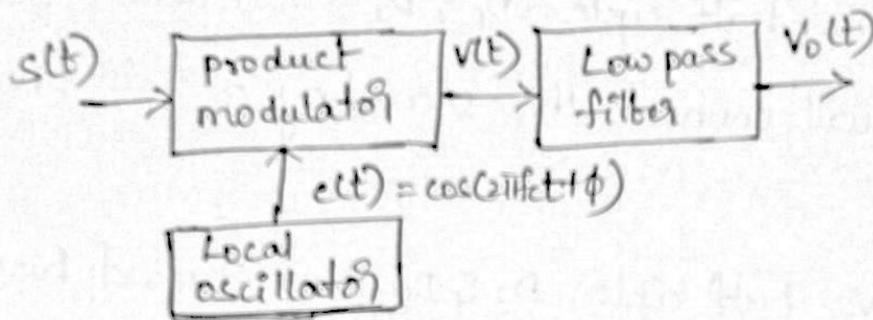 S(t)
product
modulator
V(t)
Low pass
filter
V₀(t)
c(t) = cos(2πfct+ϕ)
Local
oscillator